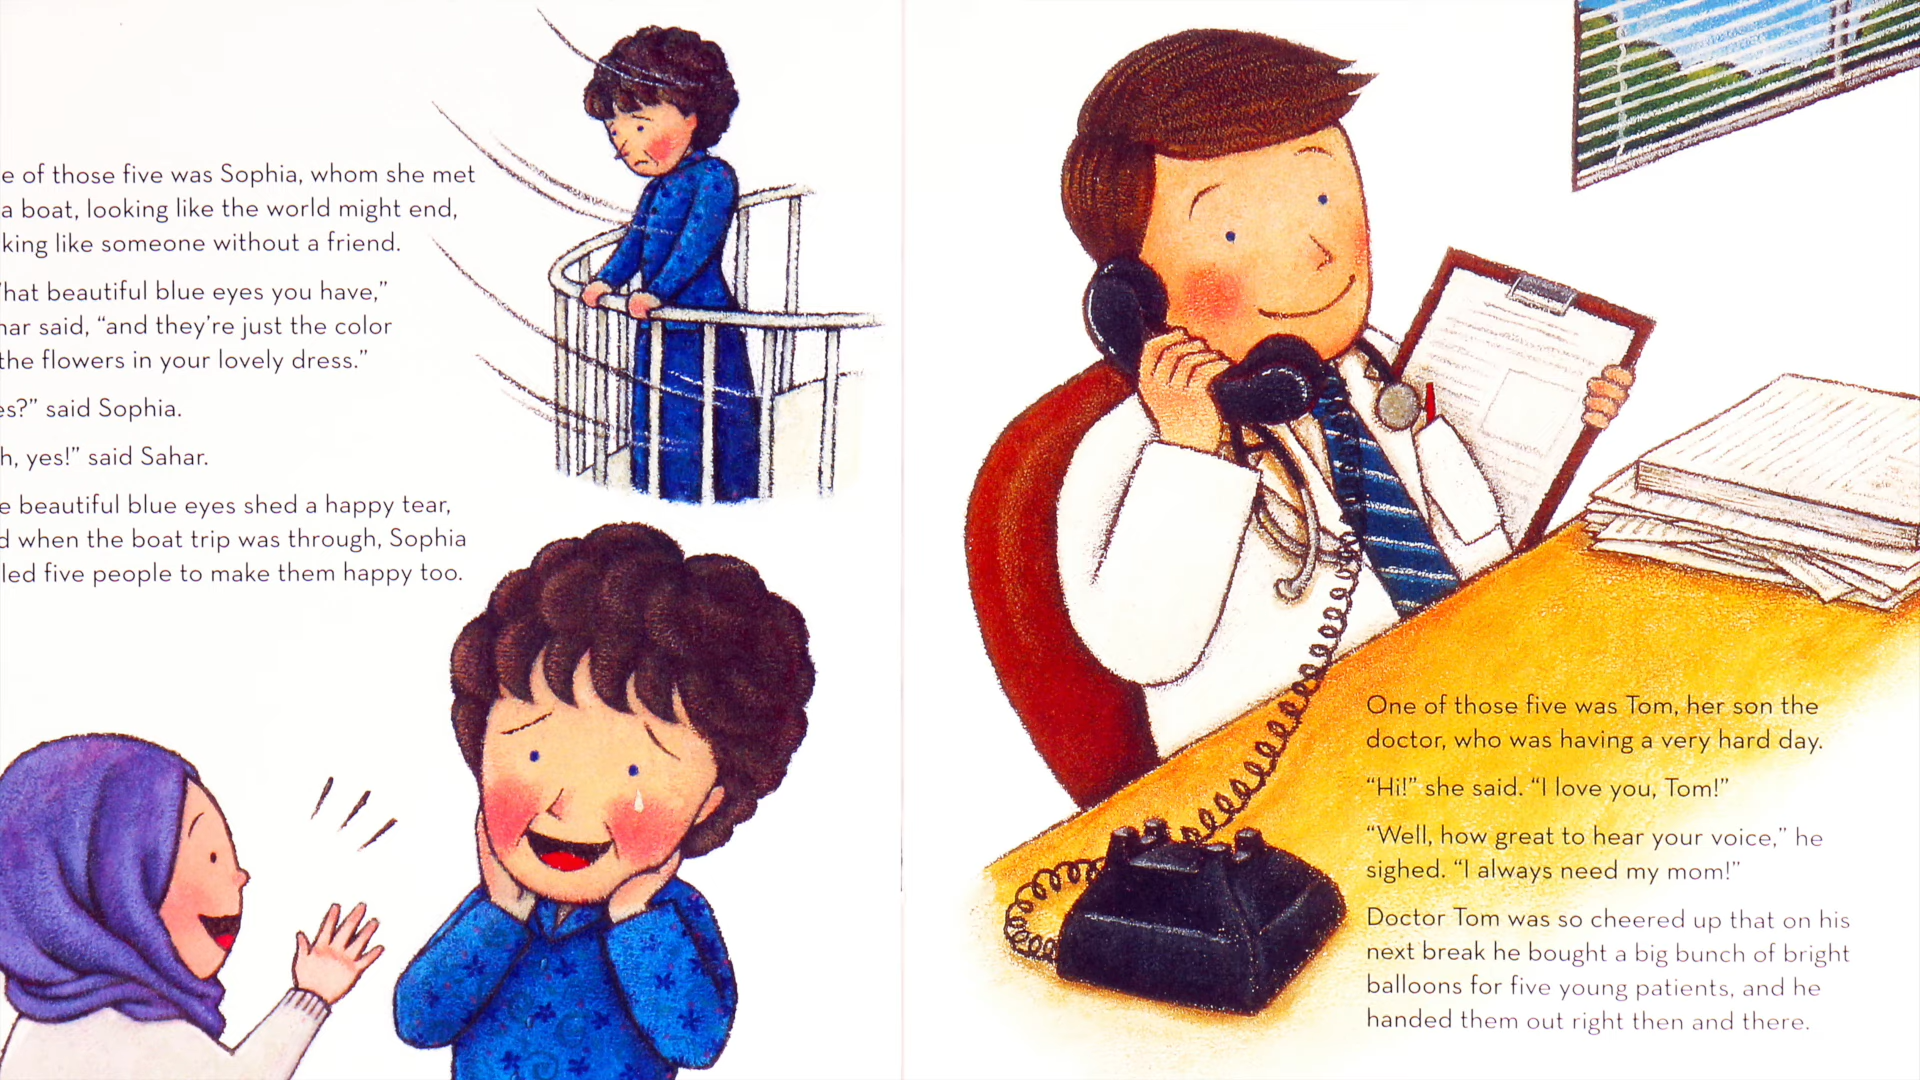 e of those five was Sophia, whom she met
a boat, looking like the world might end,
king like someone without a friend.
hat beautiful blue eyes you have,”
har said, “and they’re just the color
the flowers in your lovely dress.”
es?” said Sophia.
h, yes!” said Sahar.
e beautiful blue eyes shed a happy tear,
d when the boat trip was through, Sophia
led five people to make them happy too.
One of those five was Tom, her son the
doctor, who was having a very hard day.
“Hi!” she said. “I love you, Tom!”
“Well, how great to hear your voice,” he
sighed. “I always need my mom!”
Doctor Tom was so cheered up that on his
next break he bought a big bunch of bright
balloons for five young patients, and he
handed them out right then and there.